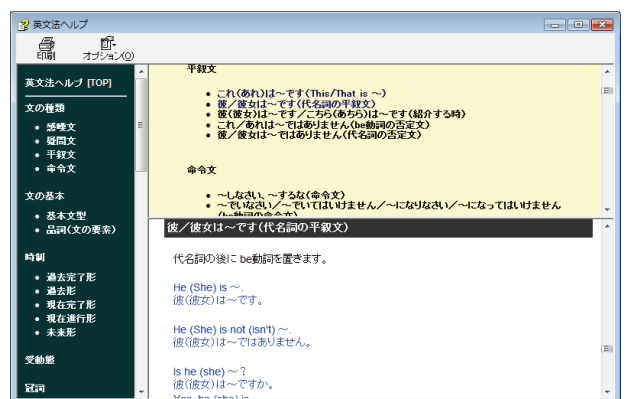 英文法ヘルプ
印刷
オプション(O)
英文法ヘルプ [TOP]
文の種類
• 感嘆文
• 疑問文
• 平叙文
• 命令文
文の基本
• 基本文型
• 品詞(文の要素)
時制
• 過去完了形
• 過去形
• 現在完了形
• 現在進行形
• 未来形
受動態
冠詞
平叙文
• これ(あれ)は～です(This/That is ～)
• 彼／彼女は～です(代名詞の平叙文)
• 彼(彼女)は～です／こちら(あちら)は～です(紹介する時)
• これ／あれは～ではありません(be動詞の否定文)
• 彼／彼女は～ではありません(代名詞の否定文)
命令文
• ～しなさい、～するな(命令文)
• ～でいなさい／～でいてはいけません／～になりなさい／～になってはいけません
(be動詞の命令文)
彼／彼女は～です(代名詞の平叙文)
代名詞の後に be動詞を置きます。
He (She) is ～.
彼(彼女)は～です。
He (She) is not (isn't) ～.
彼(彼女)は～ではありません。
Is he (she) ～？
彼(彼女)は～ですか。
Yes, he (she) is.